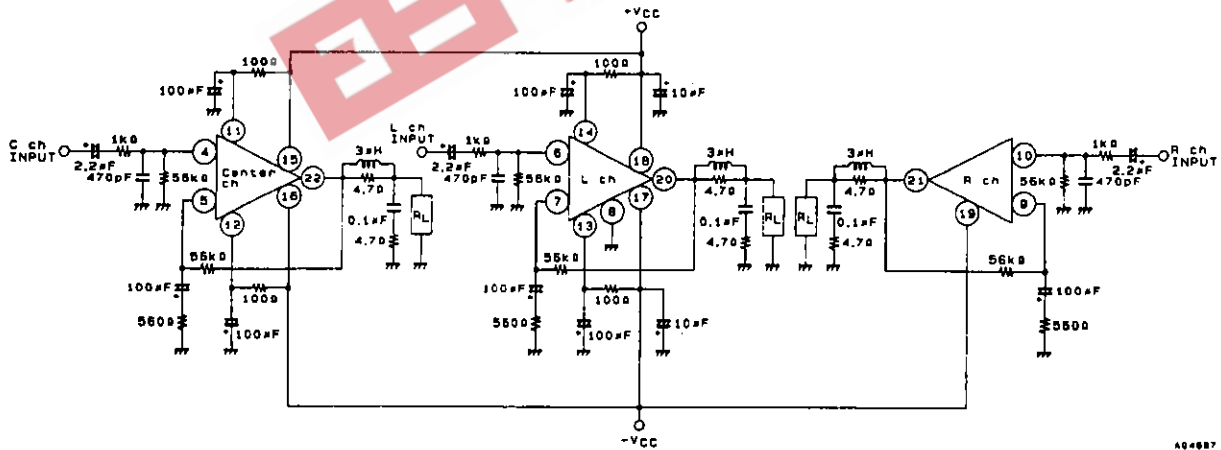 +VCC
100Ω
100µF
+
11
C ch
INPUT
1kΩ
2.2µF
+
470pF
56kΩ
4
5
Center
ch
15
16
12
22
3µH
4.7Ω
0.1µF
4.7Ω
RL
56kΩ
100µF
+
560Ω
100Ω
+
100µF
100Ω
100µF
+
+
10µF
14
L ch
INPUT
1kΩ
2.2µF
+
470pF
56kΩ
6
7
L ch
18
17
8
13
20
3µH
4.7Ω
0.1µF
4.7Ω
RL
56kΩ
100µF
+
560Ω
100Ω
+
100µF
+
10µF
3µH
4.7Ω
0.1µF
4.7Ω
RL
21
R ch
19
10
9
56kΩ
470pF
1kΩ
2.2µF
+
R ch
INPUT
56kΩ
+
100µF
560Ω
-VCC